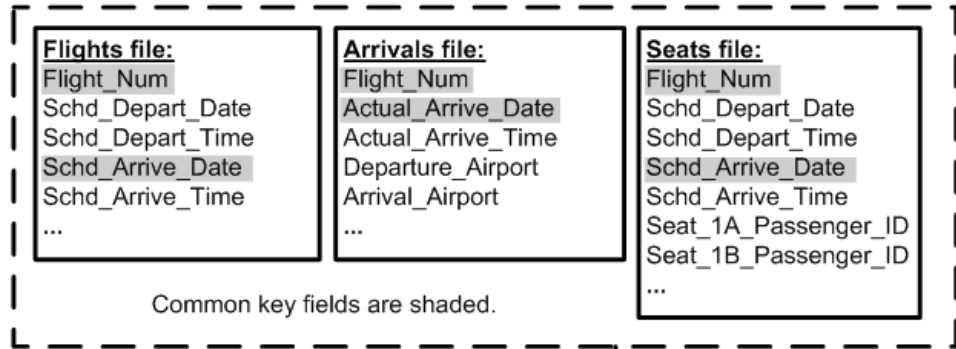 Flights file:
Flight_Num
Schd_Depart_Date
Schd_Depart_Time
Schd_Arrive_Date
Schd_Arrive_Time
...
Arrivals file:
Flight_Num
Actual_Arrive_Date
Actual_Arrive_Time
Departure_Airport
Arrival_Airport
...
Seats file:
Flight_Num
Schd_Depart_Date
Schd_Depart_Time
Schd_Arrive_Date
Schd_Arrive_Time
Seat_1A_Passenger_ID
Seat_1B_Passenger_ID
...
Common key fields are shaded.